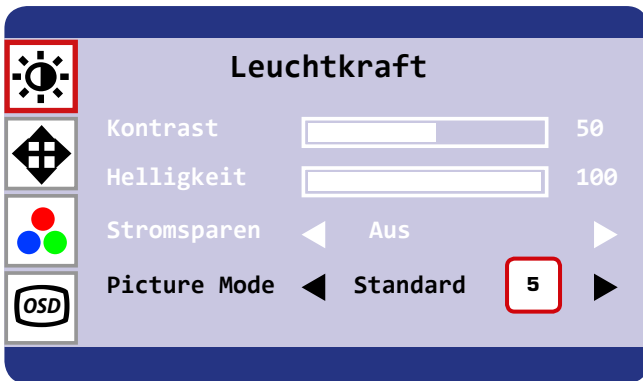 Leuchtkraft
Kontrast 50
Helligkeit 100
Stromsparen Aus
Picture Mode Standard 5
OSD